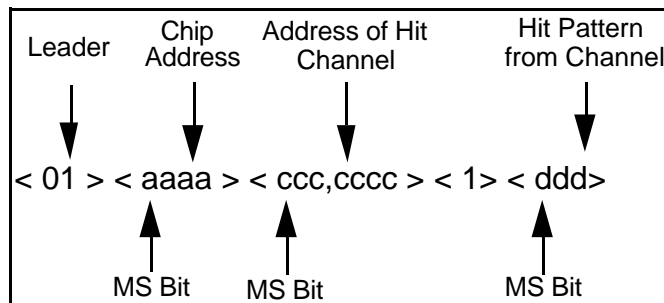 Leader
Chip
Address
Address of Hit
Channel
Hit Pattern
from Channel
< 01 > < aaaa > < ccc,cccc > < 1> < ddd>
MS Bit MS Bit MS Bit